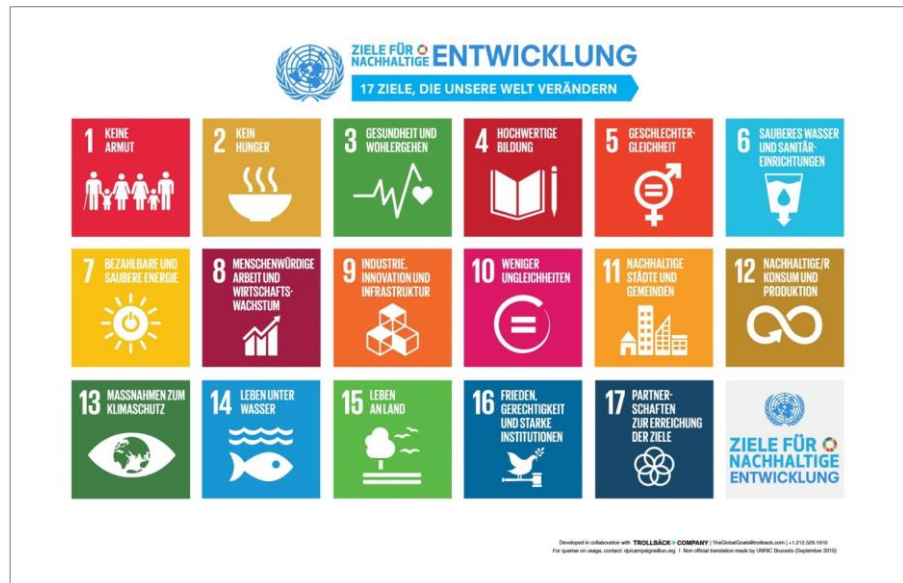 ZIELE FÜR
NACHHALTIGE
ENTWICKLUNG
17 ZIELE, DIE UNSERE WELT VERÄNDERN
1 KEINE
ARMUT
2 KEIN
HUNGER
3 GESUNDHEIT UND
WOHLERGEHEN
4 HOCHWERTIGE
BILDUNG
5 GESCHLECHTER-
GLEICHHEIT
6 SAUBERES WASSER
UND SANITÄR-
EINRICHTUNGEN
7 BEZAHLBARE UND
SAUBERE ENERGIE
8 MENSCHENWÜRDIGE
ARBEIT UND
WIRTSCHAFTS-
WACHSTUM
9 INDUSTRIE,
INNOVATION UND
INFRASTRUKTUR
10 WENIGER
UNGLEICHHEITEN
11 NACHHALTIGE
STÄDTE UND
GEMEINDEN
12 NACHHALTIGE/R
KONSUM UND
PRODUKTION
13 MASSNAHMEN ZUM
KLIMASCHUTZ
14 LEBEN UNTER
WASSER
15 LEBEN
AN LAND
16 FRIEDEN,
GERECHTIGKEIT
UND STARKE
INSTITUTIONEN
17 PARTNER-
SCHAFTEN
ZUR ERREICHUNG
DER ZIELE
ZIELE FÜR
NACHHALTIGE
ENTWICKLUNG
Developed in collaboration with TROLLBÄCK + COMPANY | TheGlobalGoals@trollback.com | +1.212.529.1010
For queries on usage, contact: dpicampaigns@un.org | Non official translation made by UNRIC Brussels (September 2015)